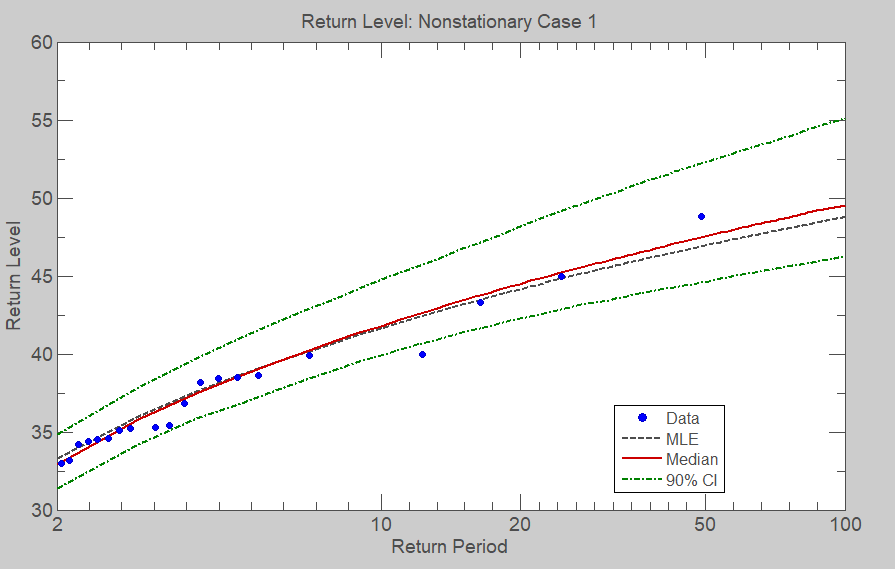 Return Level: Nonstationary Case 1
60
55
50
45
40
35
30
Return Level
2
10
20
50
100
Return Period
Data
MLE
Median
90% CI